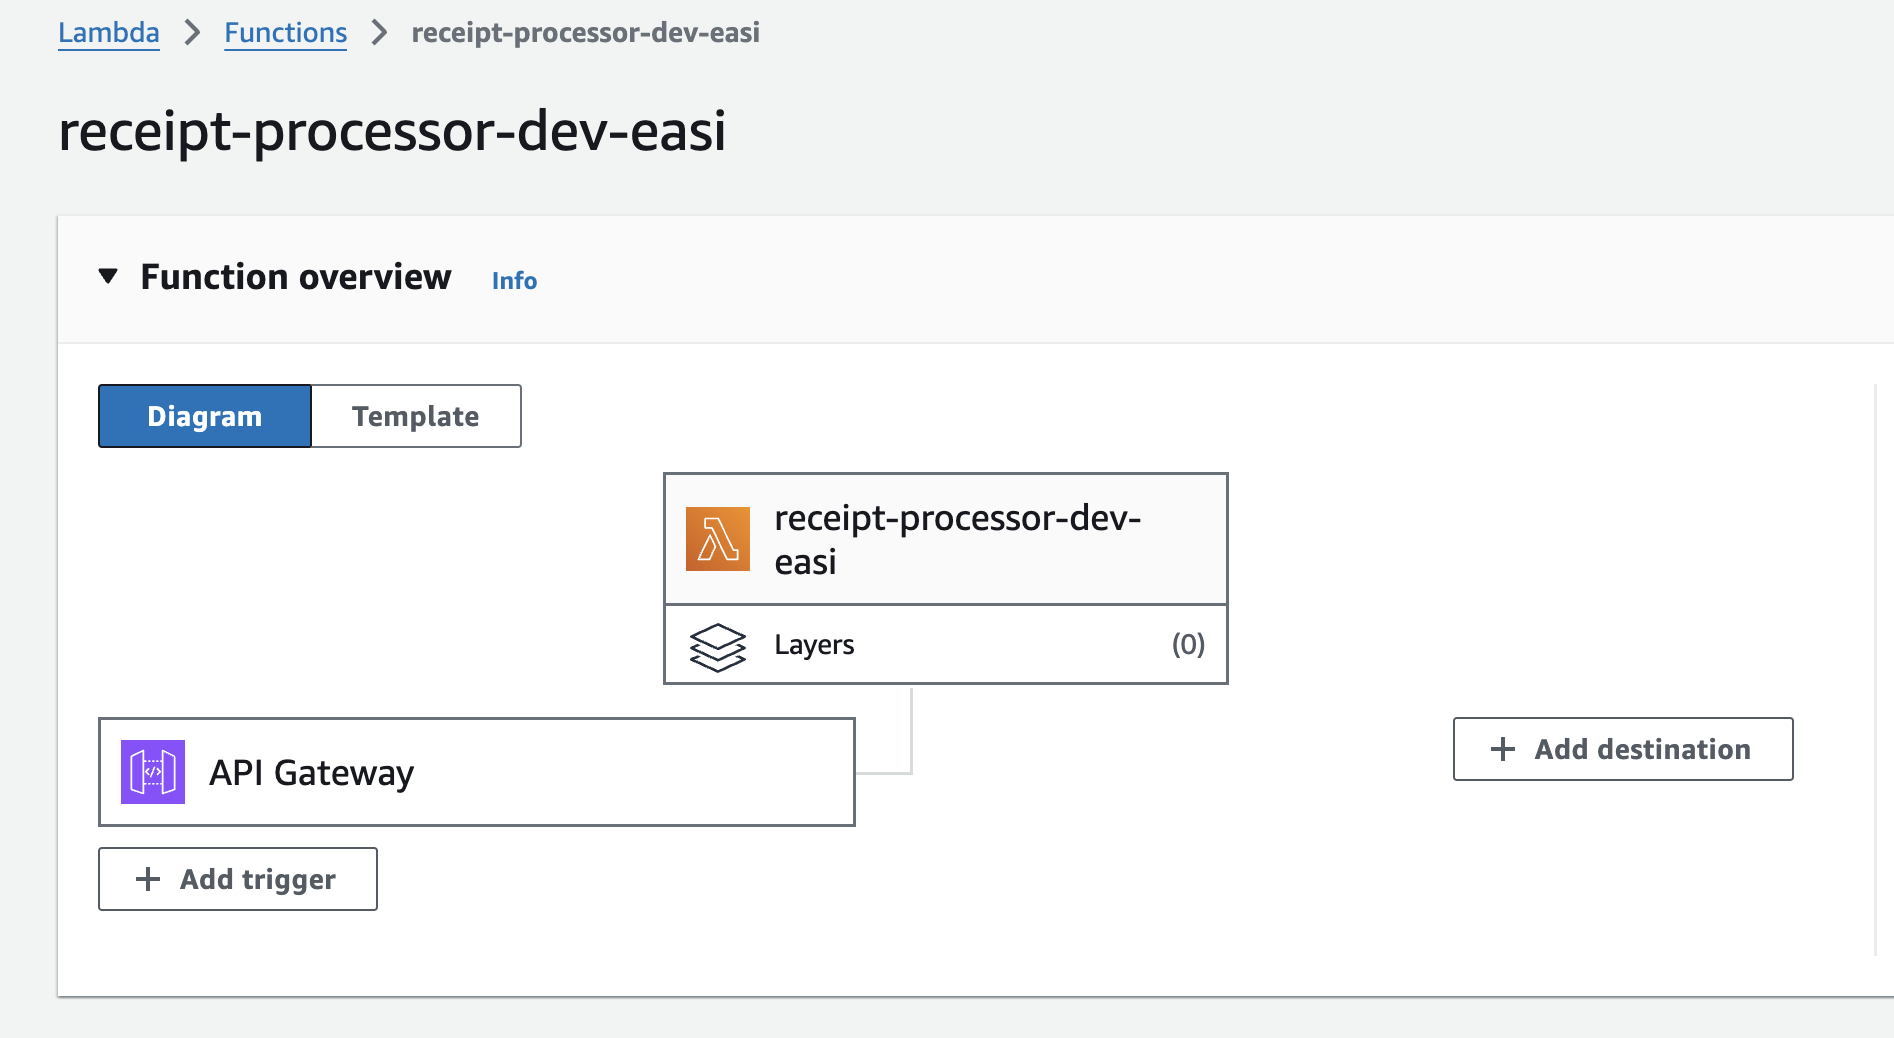 Lambda > Functions > receipt-processor-dev-easi
receipt-processor-dev-easi
Function overview Info
Diagram Template
receipt-processor-dev-
easi
Layers (0)
API Gateway
+ Add destination
+ Add trigger